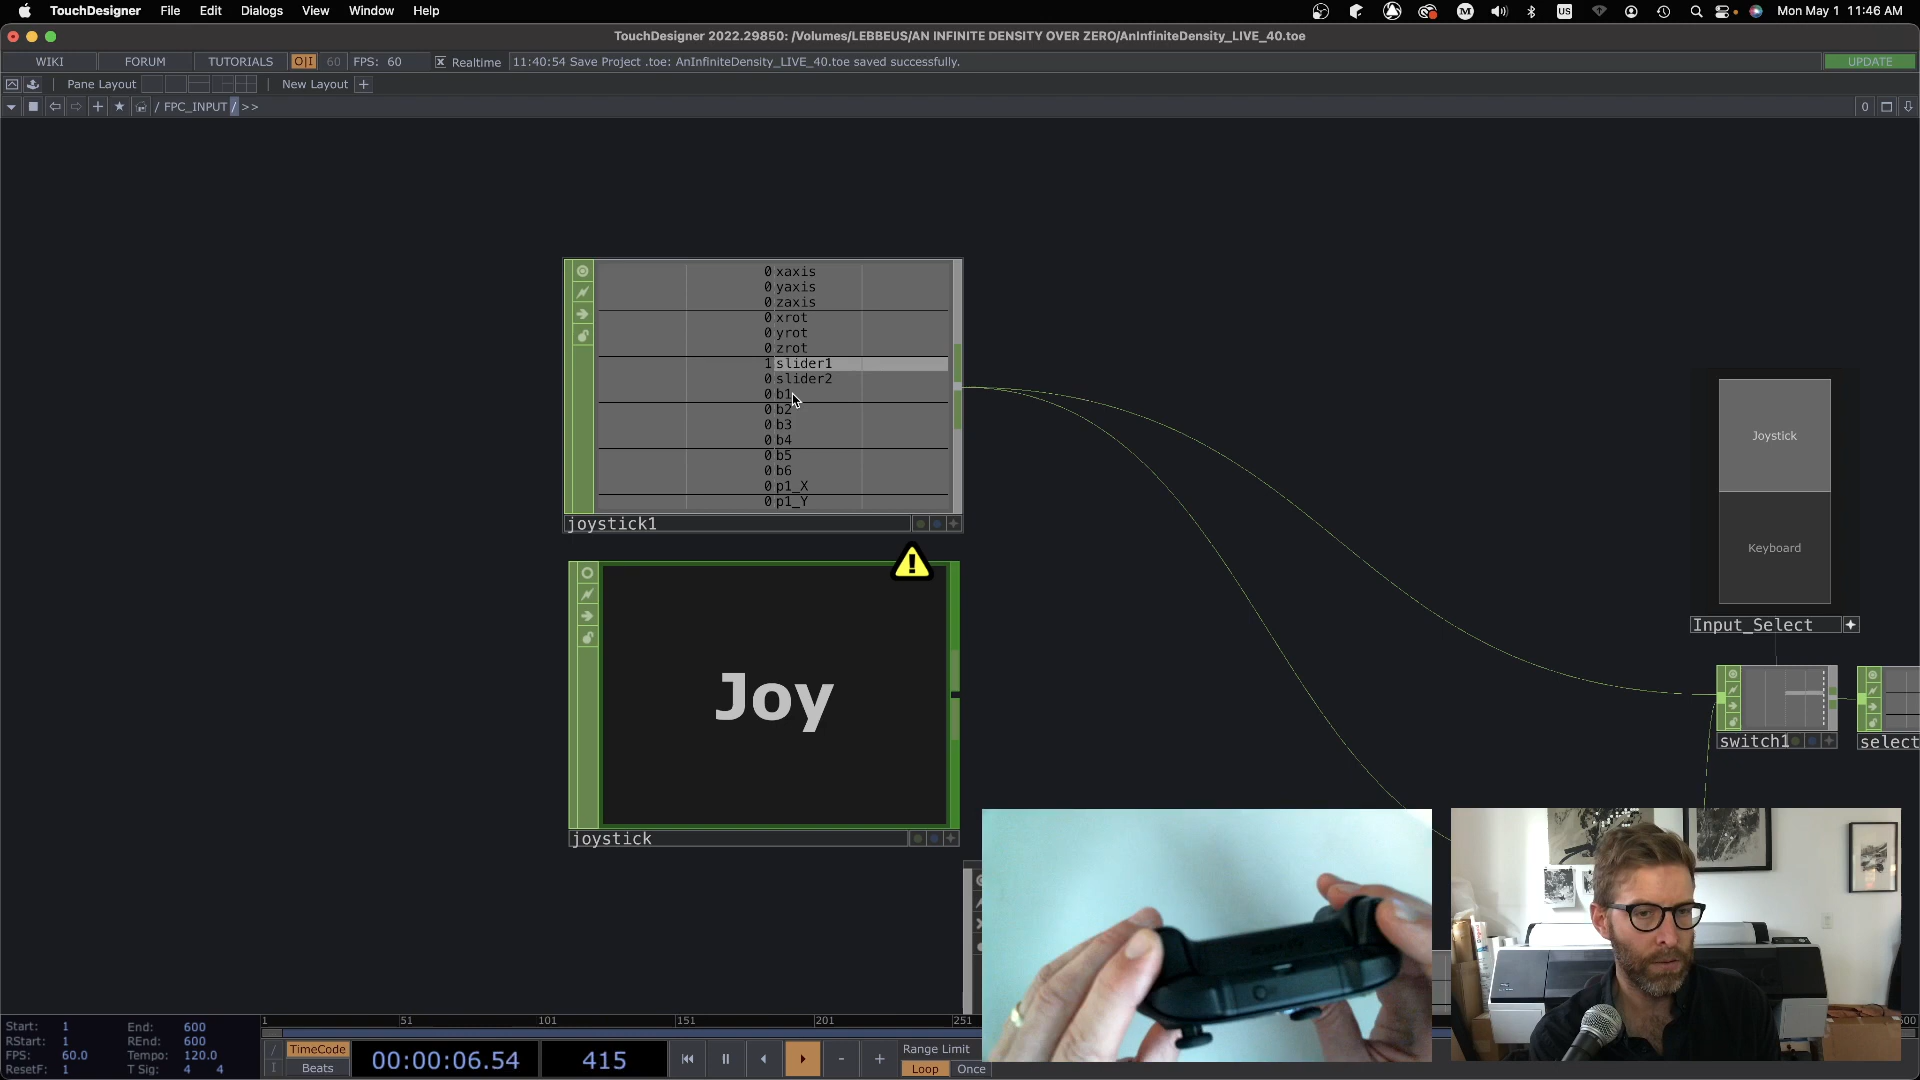 TouchDesigner File Edit Dialogs View Window Help US Mon May 1 11:46 AM
TouchDesigner 2022.29850: /Volumes/LEBBEUS/AN INFINITE DENSITY OVER ZERO/AnInfiniteDensity_LIVE_40.toe
WIKI FORUM TUTORIALS O|I 60 FPS: 60 X Realtime 11:40:54 Save Project .toe: AnInfiniteDensity_LIVE_40.toe saved successfully. UPDATE
Pane Layout New Layout +
/ FPC_INPUT / >> 0
0 xaxis
0 yaxis
0 zaxis
0 xrot
0 yrot
0 zrot
1 slider1
0 slider2
0 b1
0 b2
0 b3
0 b4
0 b5
0 b6
0 p1_X
0 p1_Y
joystick1
Joy
joystick
Joystick
Keyboard
Input_Select
switch1
select
Start: 1 End: 600
RStart: 1 REnd: 600
FPS: 60.0 Tempo: 120.0
ResetF: 1 T Sig: 4 4
1 51 101 151 201 251
TimeCode
Beats
00:00:06.54 415
Range Limit
Loop Once